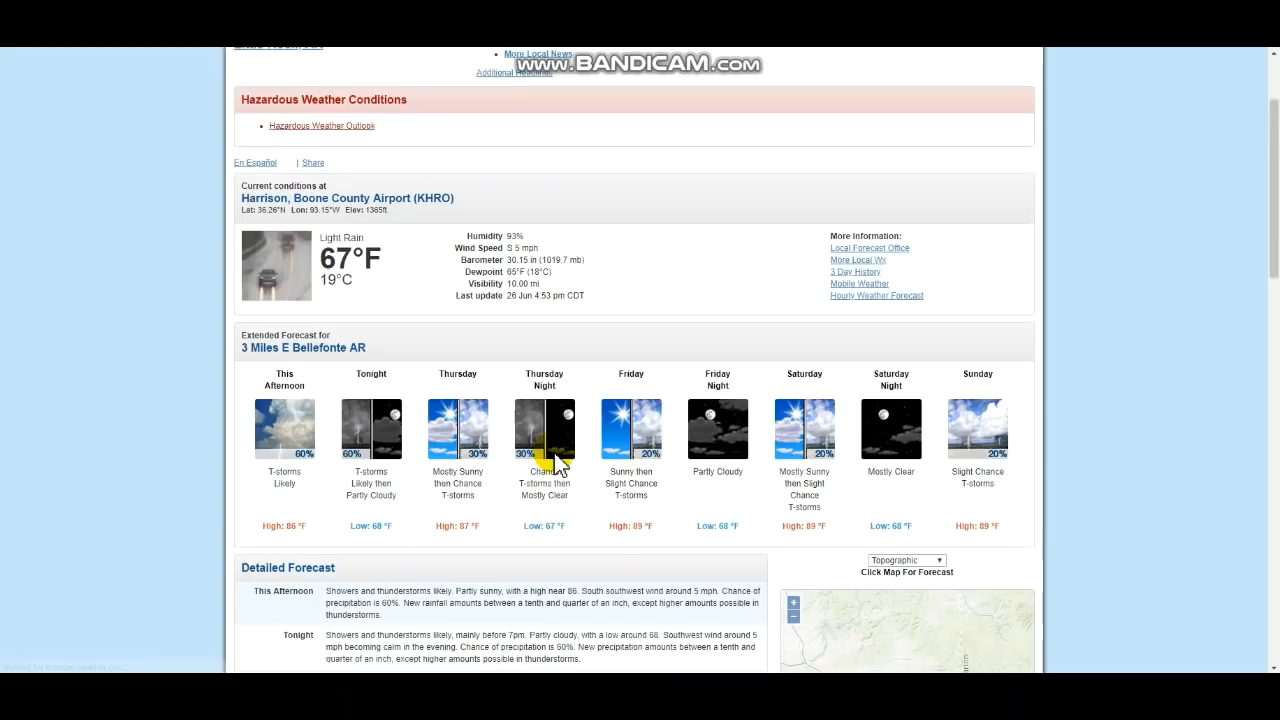 More Local News
www.BANDICAM.com
Additional Headlines
Hazardous Weather Conditions
Hazardous Weather Outlook
En Español | Share
Current conditions at
Harrison, Boone County Airport (KHRO)
Lat: 36.26°N Lon: 93.15°W Elev: 1365ft.
Light Rain
67°F
19°C
Humidity 93%
Wind Speed S 5 mph
Barometer 30.15 in (1019.7 mb)
Dewpoint 65°F (18°C)
Visibility 10.00 mi
Last update 26 Jun 4:53 pm CDT
More Information:
Local Forecast Office
More Local Wx
3 Day History
Mobile Weather
Hourly Weather Forecast
Extended Forecast for
3 Miles E Bellefonte AR
This Afternoon
60%
T-storms
Likely
High: 86 °F
Tonight
60%
T-storms
Likely then
Partly Cloudy
Low: 68 °F
Thursday
30%
Mostly Sunny
then Chance
T-storms
High: 87 °F
Thursday
Night
30%
Chance
T-storms then
Mostly Clear
Low: 67 °F
Friday
20%
Sunny then
Slight Chance
T-storms
High: 89 °F
Friday
Night
Partly Cloudy
Low: 68 °F
Saturday
20%
Mostly Sunny
then Slight
Chance
T-storms
High: 89 °F
Saturday
Night
Mostly Clear
Low: 68 °F
Sunday
20%
Slight Chance
T-storms
High: 89 °F
Detailed Forecast
This Afternoon
Showers and thunderstorms likely. Partly sunny, with a high near 86. South southwest wind around 5 mph. Chance of
precipitation is 60%. New rainfall amounts between a tenth and quarter of an inch, except higher amounts possible in
thunderstorms.
Tonight
Showers and thunderstorms likely, mainly before 7pm. Partly cloudy, with a low around 68. Southwest wind around 5
mph becoming calm in the evening. Chance of precipitation is 60%. New precipitation amounts between a tenth and
quarter of an inch, except higher amounts possible in thunderstorms.
Topographic
Click Map For Forecast
+
−